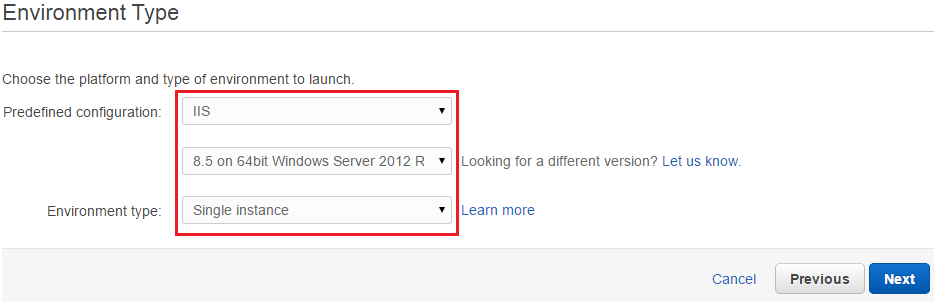 Environment Type
Choose the platform and type of environment to launch.
Predefined configuration: IIS
8.5 on 64bit Windows Server 2012 R Looking for a different version? Let us know.
Environment type: Single instance Learn more
Cancel Previous Next